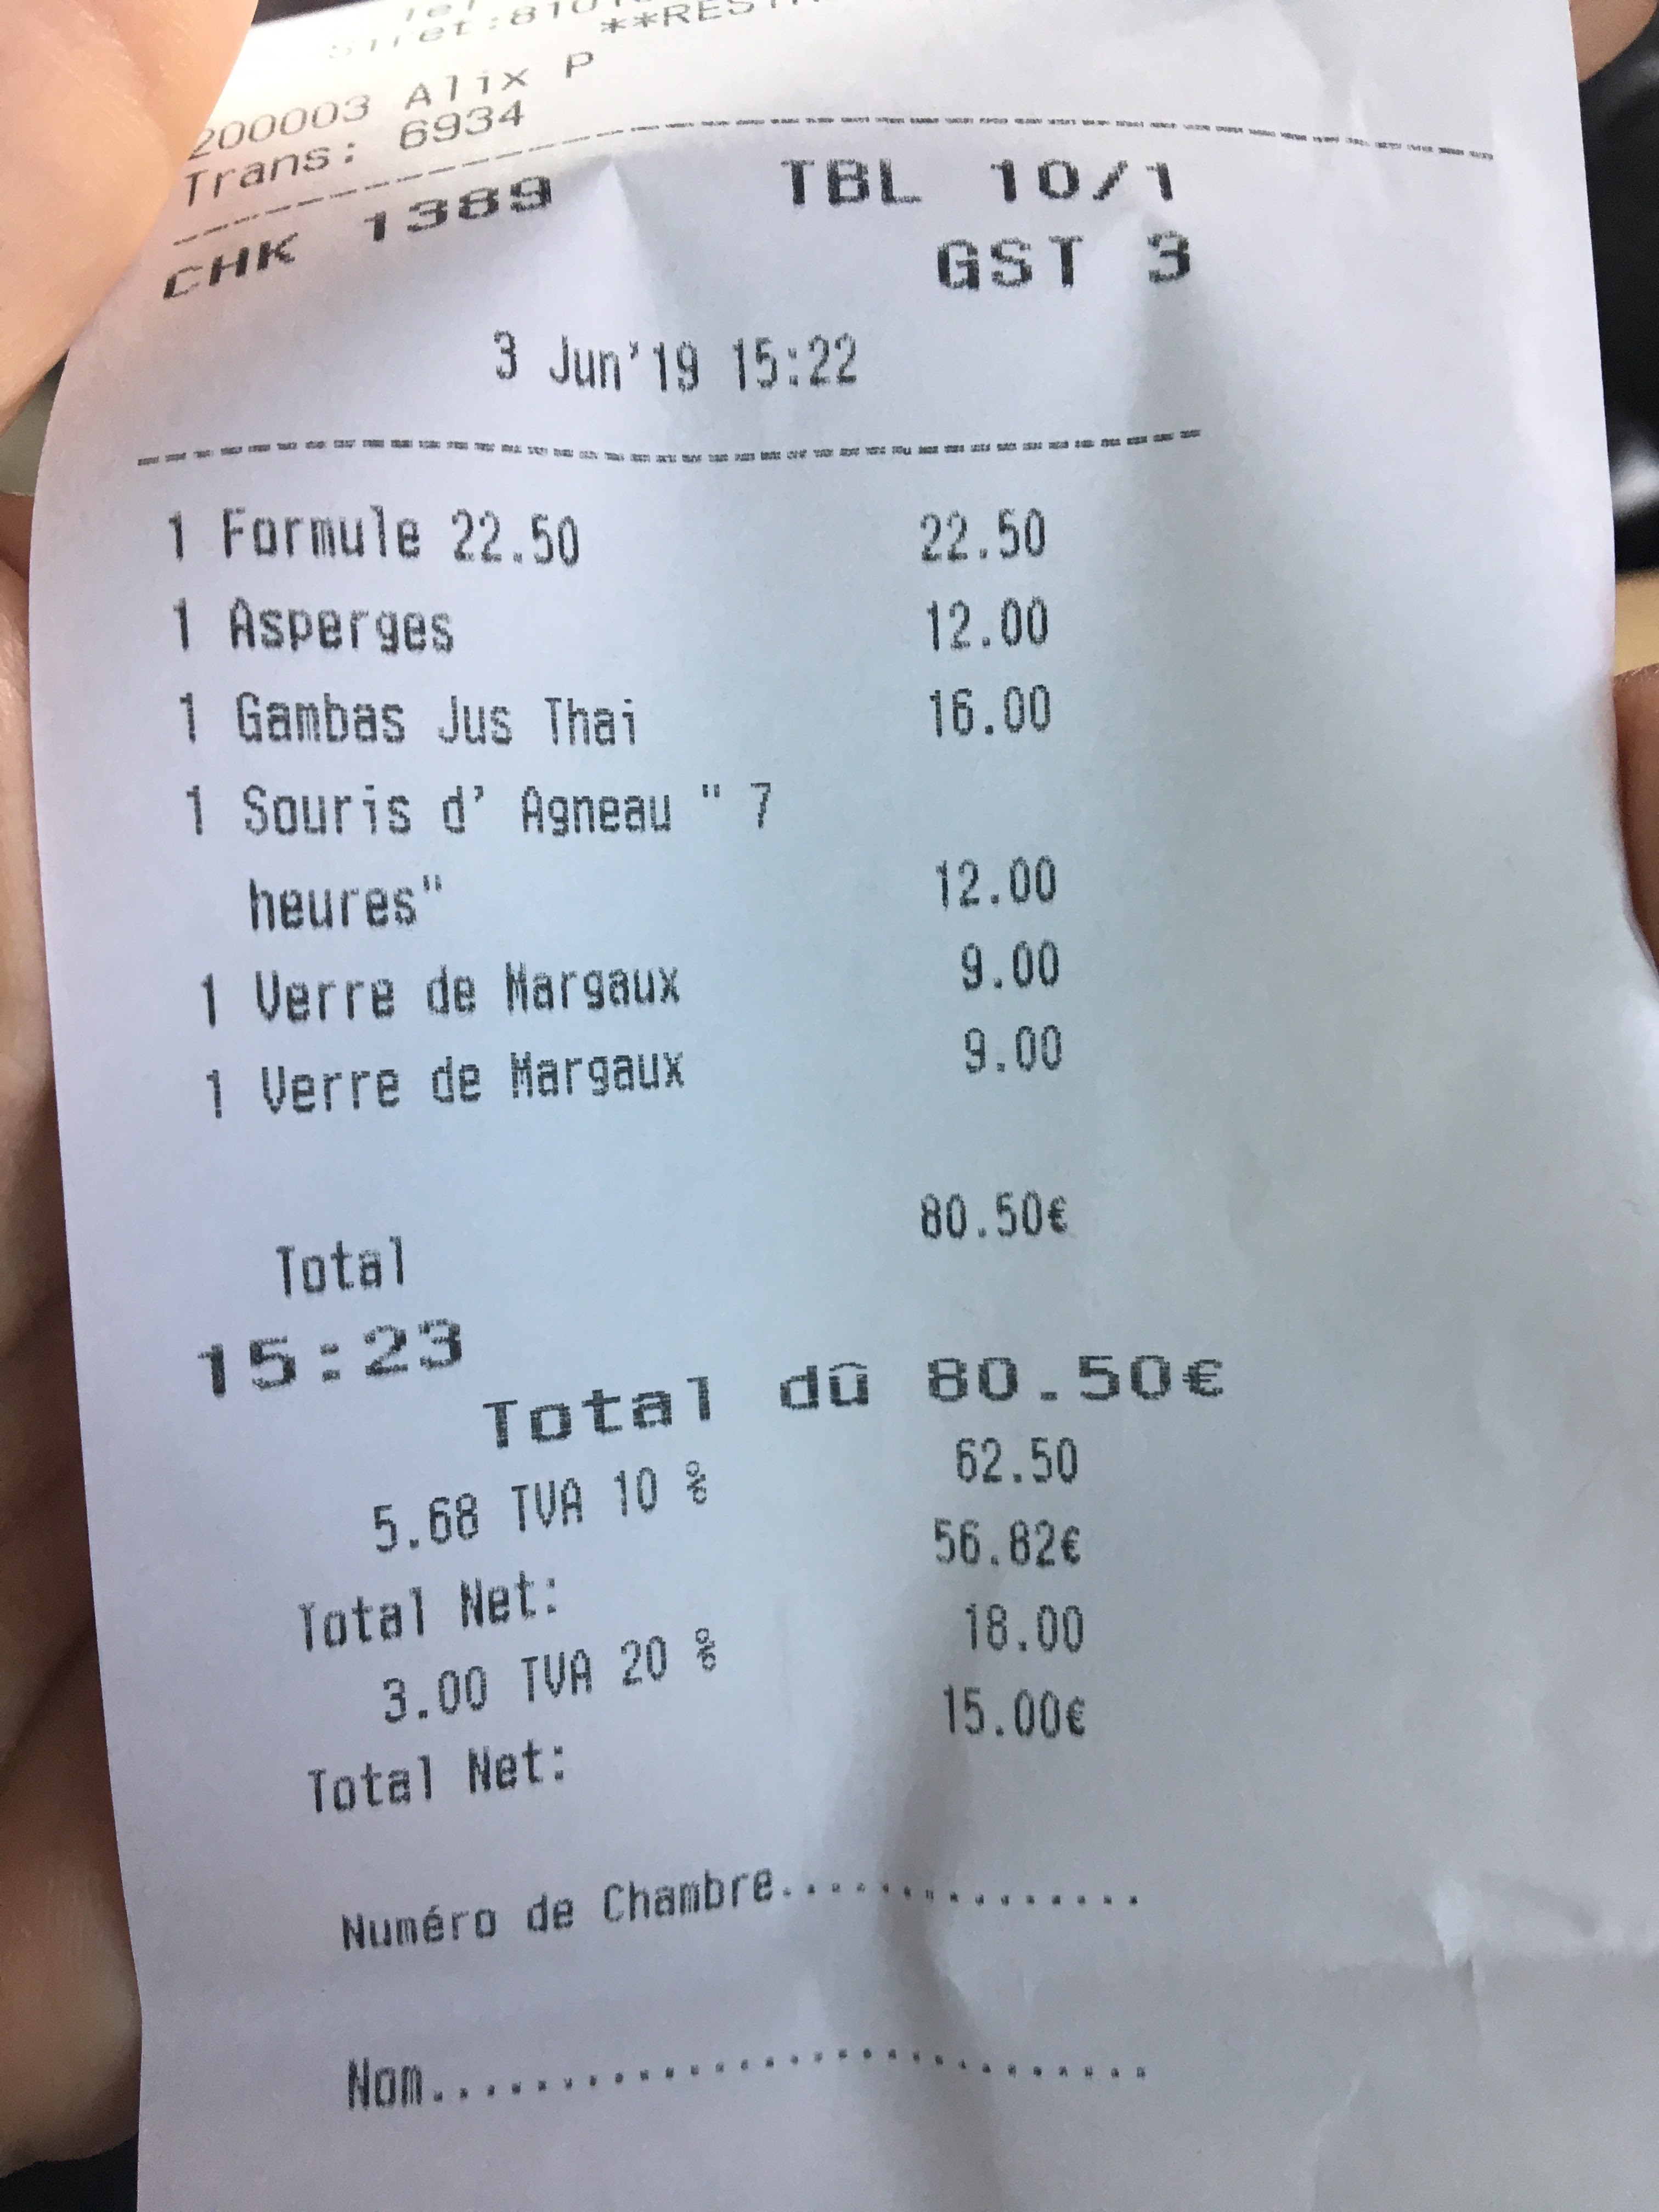 Tel
Siret:810
**REST
200003 Alix P
Trans: 6934
CHK 1389 TBL 10/1
GST 3
3 Jun'19 15:22
1 Formule 22.50 22.50
1 Asperges 12.00
1 Gambas Jus Thai 16.00
1 Souris d' Agneau " 7
heures" 12.00
1 Verre de Margaux 9.00
1 Verre de Margaux 9.00
Total 80.50€
15:23
Total dû 80.50€
5.68 TVA 10 % 62.50
Total Net: 56.82€
3.00 TVA 20 % 18.00
Total Net: 15.00€
Numéro de Chambre...............
Nom..........................